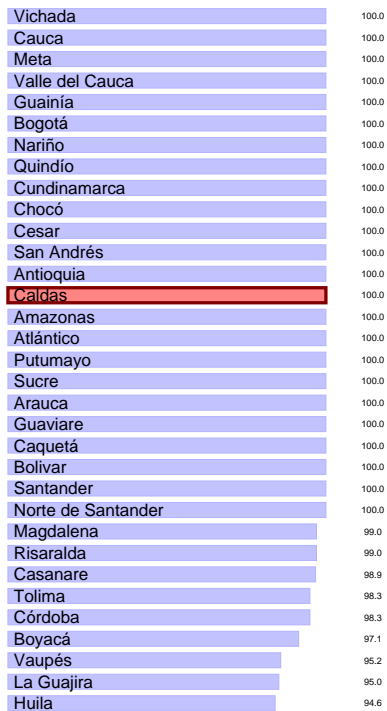 Vichada 100.0
Cauca 100.0
Meta 100.0
Valle del Cauca 100.0
Guainía 100.0
Bogotá 100.0
Nariño 100.0
Quindío 100.0
Cundinamarca 100.0
Chocó 100.0
Cesar 100.0
San Andrés 100.0
Antioquia 100.0
Caldas 100.0
Amazonas 100.0
Atlántico 100.0
Putumayo 100.0
Sucre 100.0
Arauca 100.0
Guaviare 100.0
Caquetá 100.0
Bolivar 100.0
Santander 100.0
Norte de Santander 100.0
Magdalena 99.0
Risaralda 99.0
Casanare 98.9
Tolima 98.3
Córdoba 98.3
Boyacá 97.1
Vaupés 95.2
La Guajira 95.0
Huila 94.6